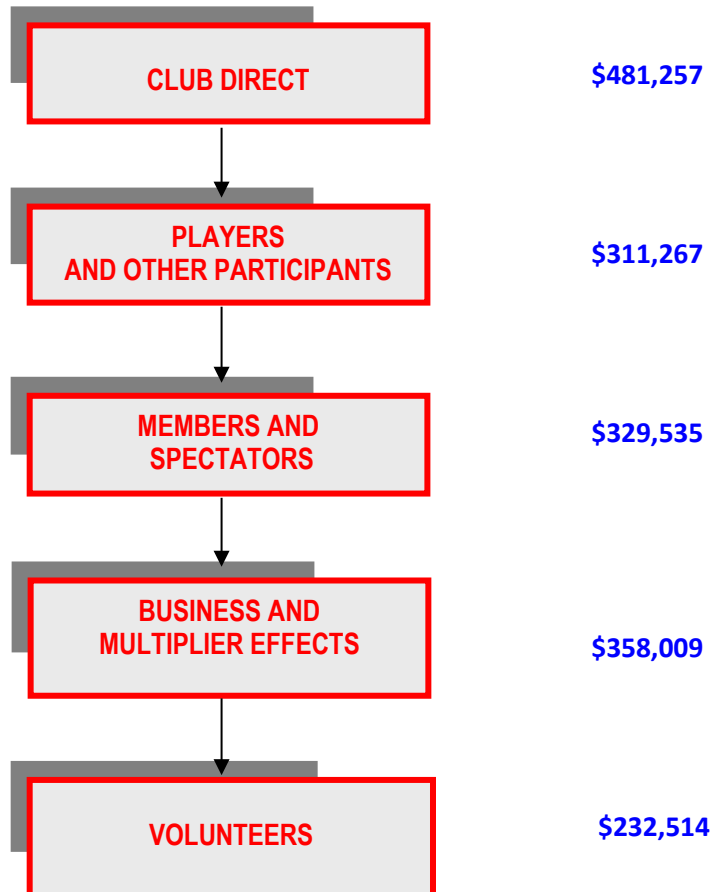 CLUB DIRECT
$481,257
PLAYERS
AND OTHER PARTICIPANTS
$311,267
MEMBERS AND
SPECTATORS
$329,535
BUSINESS AND
MULTIPLIER EFFECTS
$358,009
VOLUNTEERS
$232,514